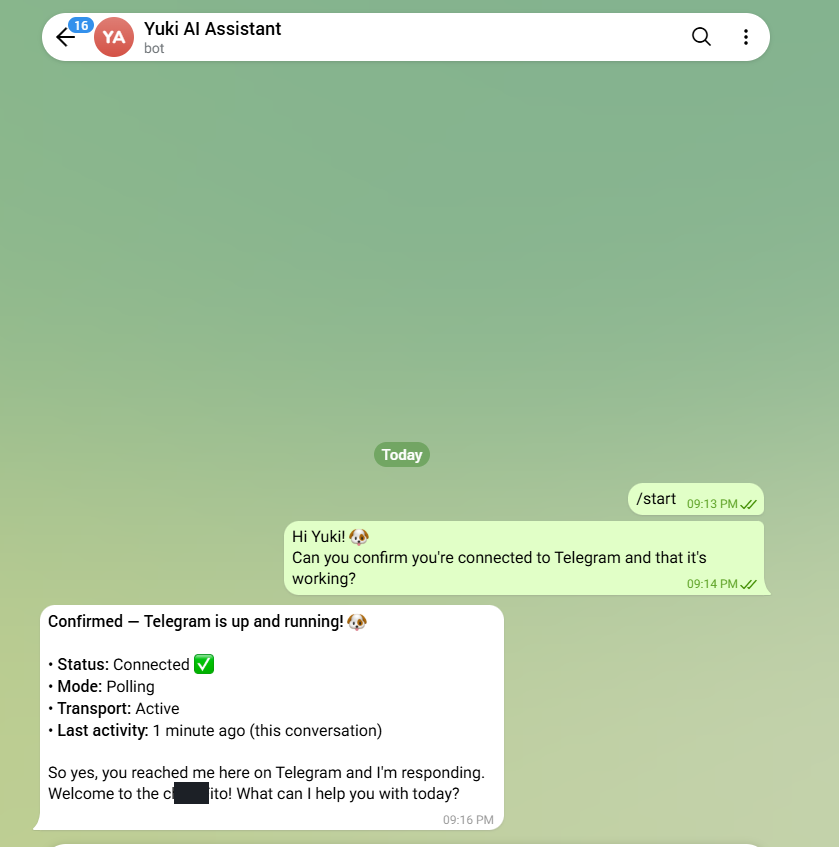 16
YA
Yuki AI Assistant
bot
Today
/start 09:13 PM
Hi Yuki! 🐶
Can you confirm you're connected to Telegram and that it's
working? 09:14 PM
Confirmed — Telegram is up and running! 🐶
• Status: Connected ✅
• Mode: Polling
• Transport: Active
• Last activity: 1 minute ago (this conversation)
So yes, you reached me here on Telegram and I'm responding.
Welcome to the What can I help you with today?
09:16 PM